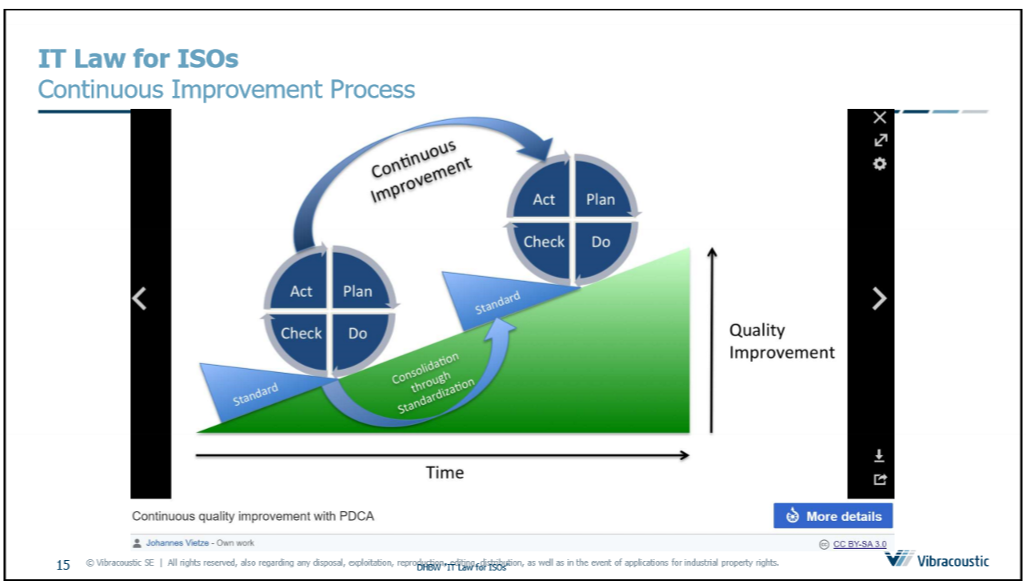 IT Law for ISOs
Continuous Improvement Process
Continuous
Improvement
Act
Plan
Check
Do
Act
Plan
Check
Do
Standard
Standard
Consolidation
through
Standardization
Quality
Improvement
Time
Continuous quality improvement with PDCA
More details
Johannes Vietze - Own work
CC BY-SA 3.0
15
© Vibracoustic SE | All rights reserved, also regarding any disposal, exploitation, reproduction, editing, distribution, as well as in the event of applications for industrial property rights.
DHBW "IT Law for ISOs"
Vibracoustic